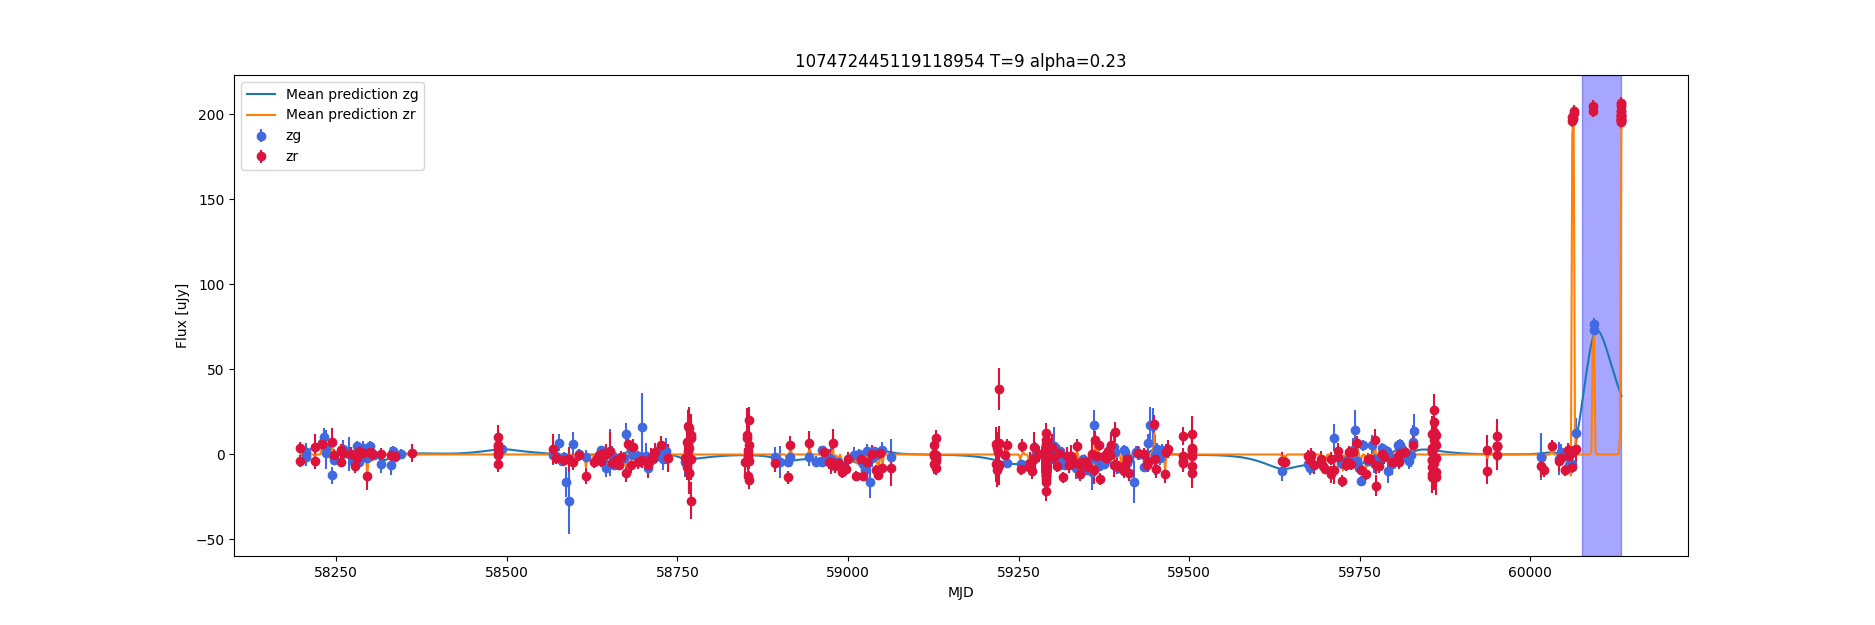 107472445119118954 T=9 alpha=0.23
Mean prediction zg
Mean prediction zr
zg
zr
Flux [uJy]
200
150
100
50
0
−50
58250 58500 58750 59000 59250 59500 59750 60000
MJD